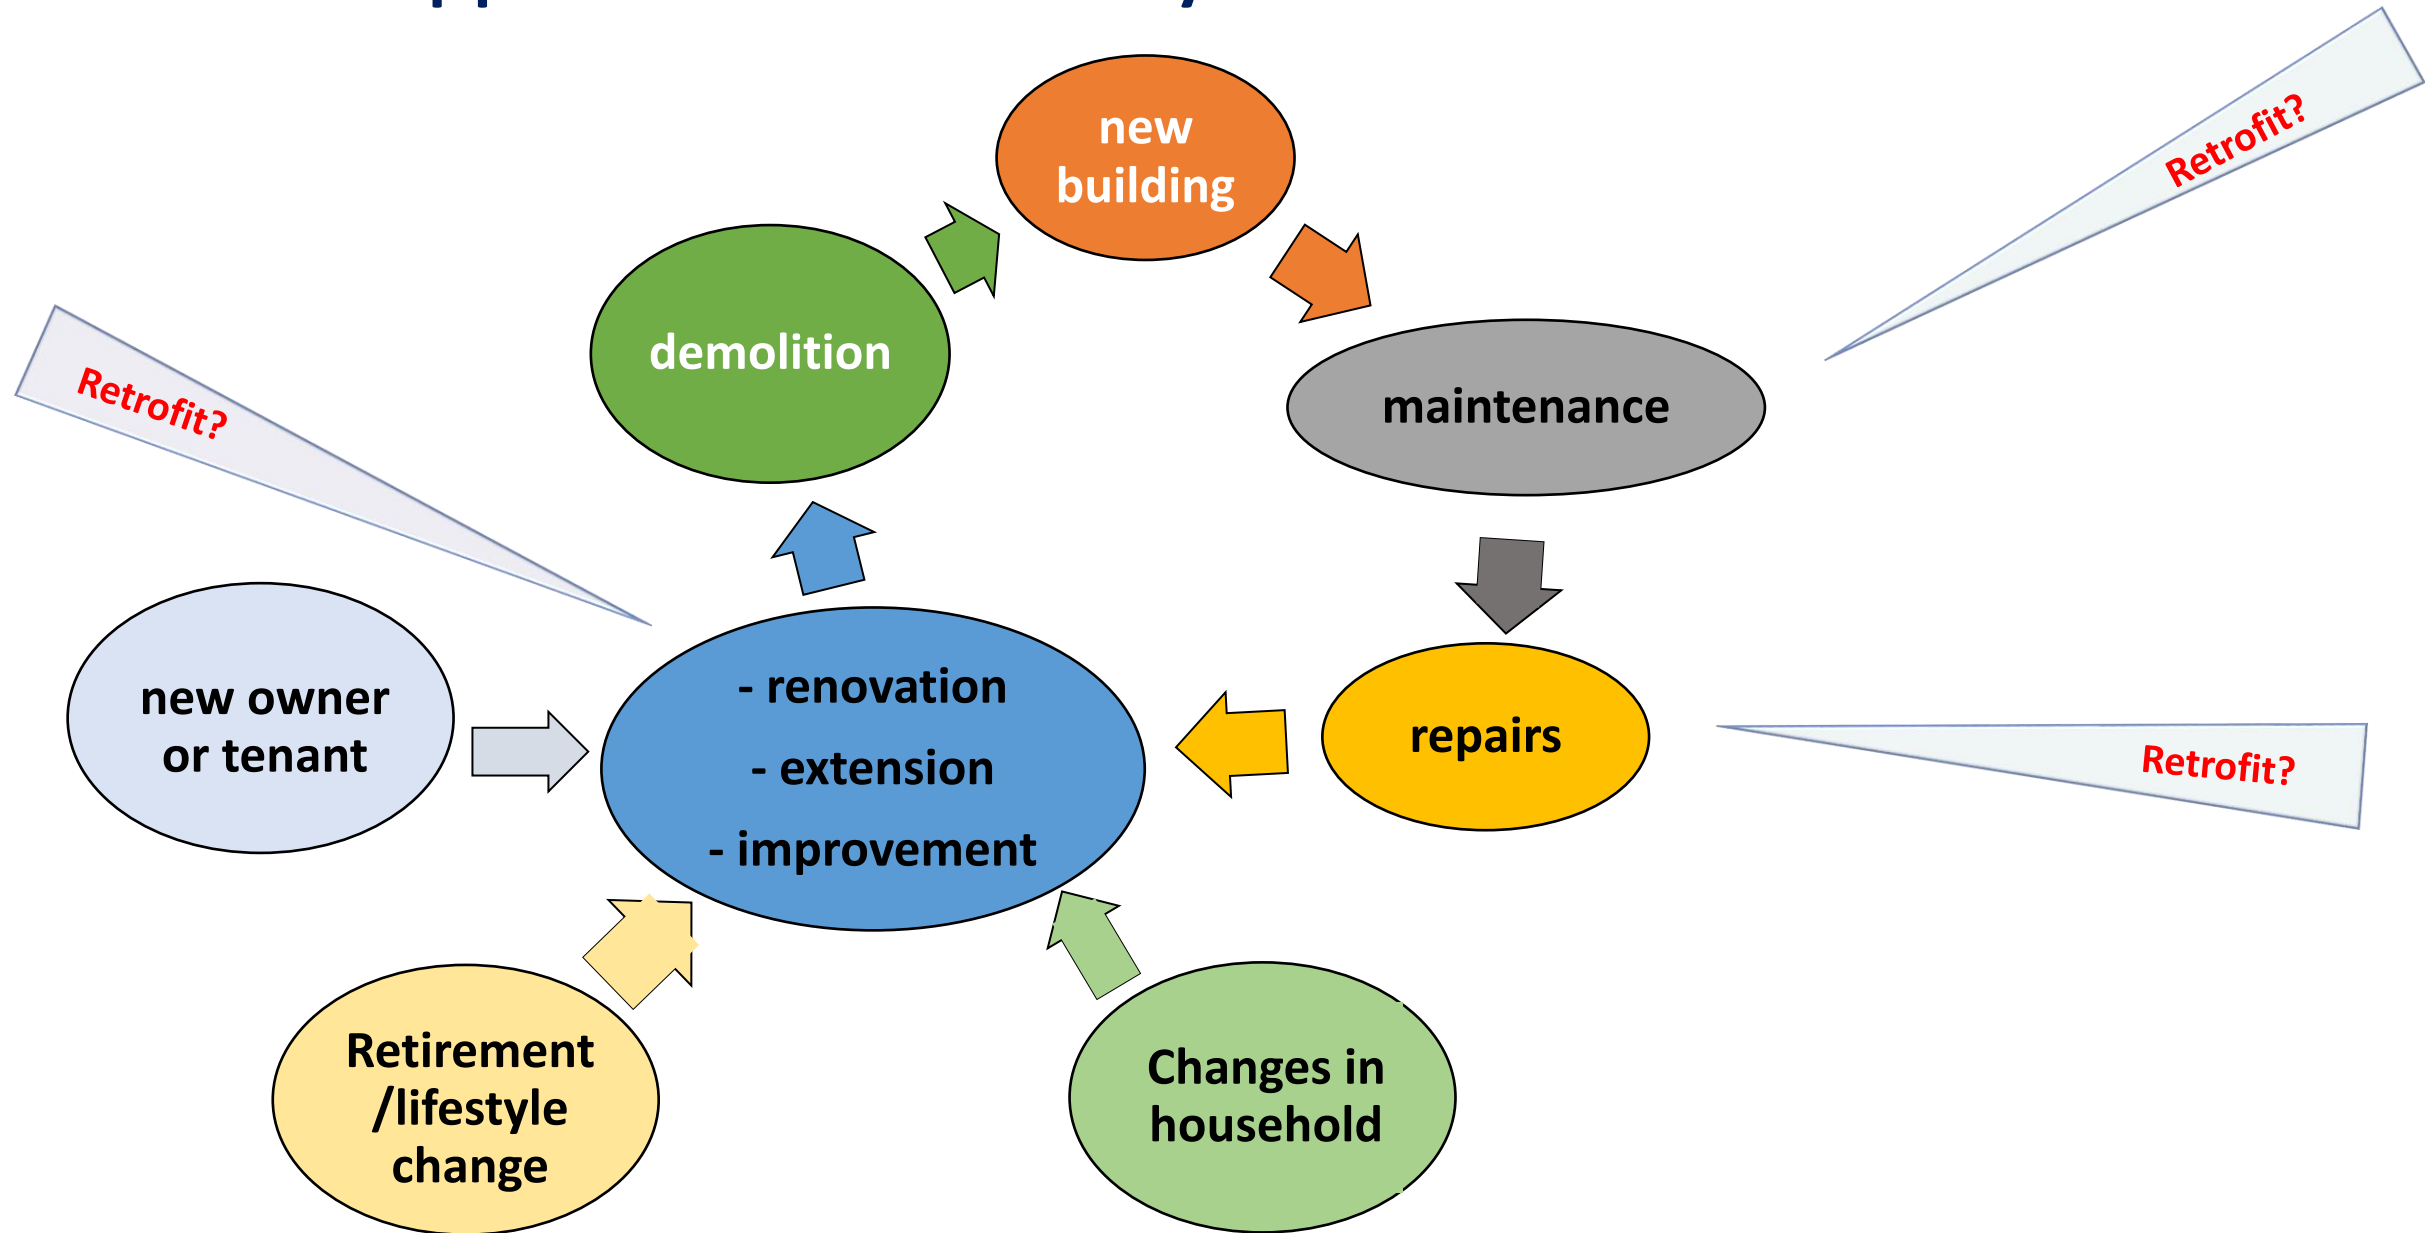 new
building
Retrofit?
demolition
maintenance
Retrofit?
new owner
or tenant
- renovation
- extension
- improvement
repairs
Retrofit?
Retirement
/lifestyle
change
Changes in
household